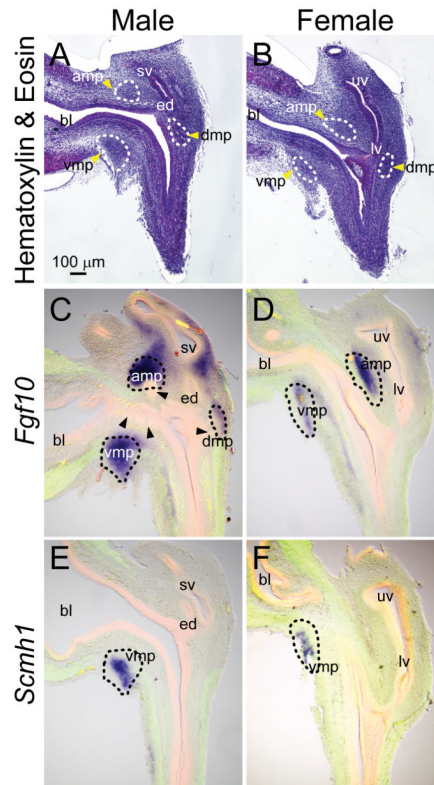 Male Female
Hematoxylin & Eosin
A
amp
sv
ed
bl
dmp
vmp
100 μm
B
uv
amp
bl
lv
dmp
vmp
Fgf10
C
sv
amp
ed
bl
vmp
dmp
D
uv
bl
amp
vmp
lv
Scmh1
E
sv
bl
ed
vmp
F
bl
uv
vmp
lv